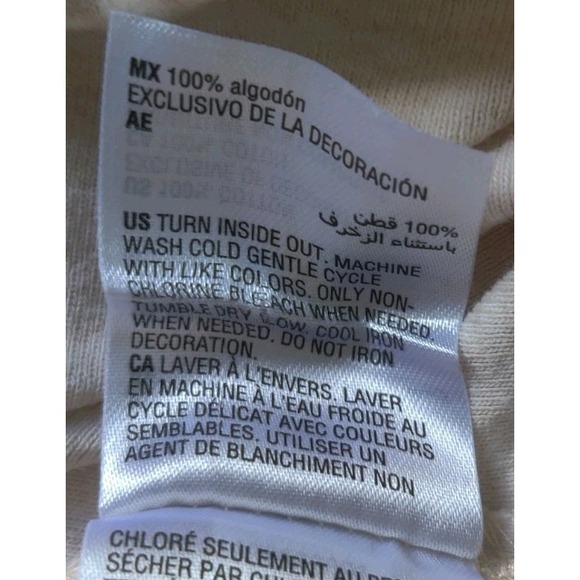 MX 100% algodón
EXCLUSIVO DE LA DECORACIÓN
AE
100% قطن
باستثناء الزخرف
US TURN INSIDE OUT. MACHINE
WASH COLD GENTLE CYCLE
WITH LIKE COLORS. ONLY NON-
CHLORINE BLEACH WHEN NEEDED.
TUMBLE DRY LOW. COOL IRON
WHEN NEEDED. DO NOT IRON
DECORATION.
CA LAVER À L'ENVERS. LAVER
EN MACHINE À L'EAU FROIDE AU
CYCLE DÉLICAT AVEC COULEURS
SEMBLABLES. UTILISER UN
AGENT DE BLANCHIMENT NON
CHLORÉ SEULEMENT AU
SÉCHER PAR